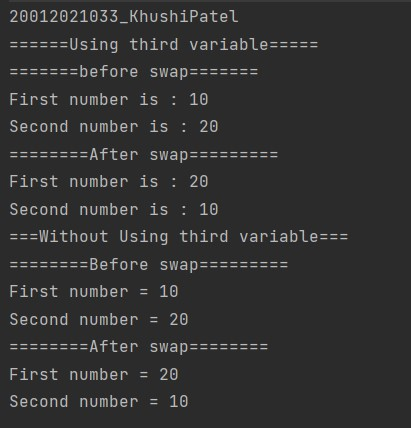 20012021033_KhushiPatel
======Using third variable=====
=======before swap=======
First number is : 10
Second number is : 20
========After swap=========
First number is : 20
Second number is : 10
===Without Using third variable===
========Before swap=========
First number = 10
Second number = 20
========After swap========
First number = 20
Second number = 10